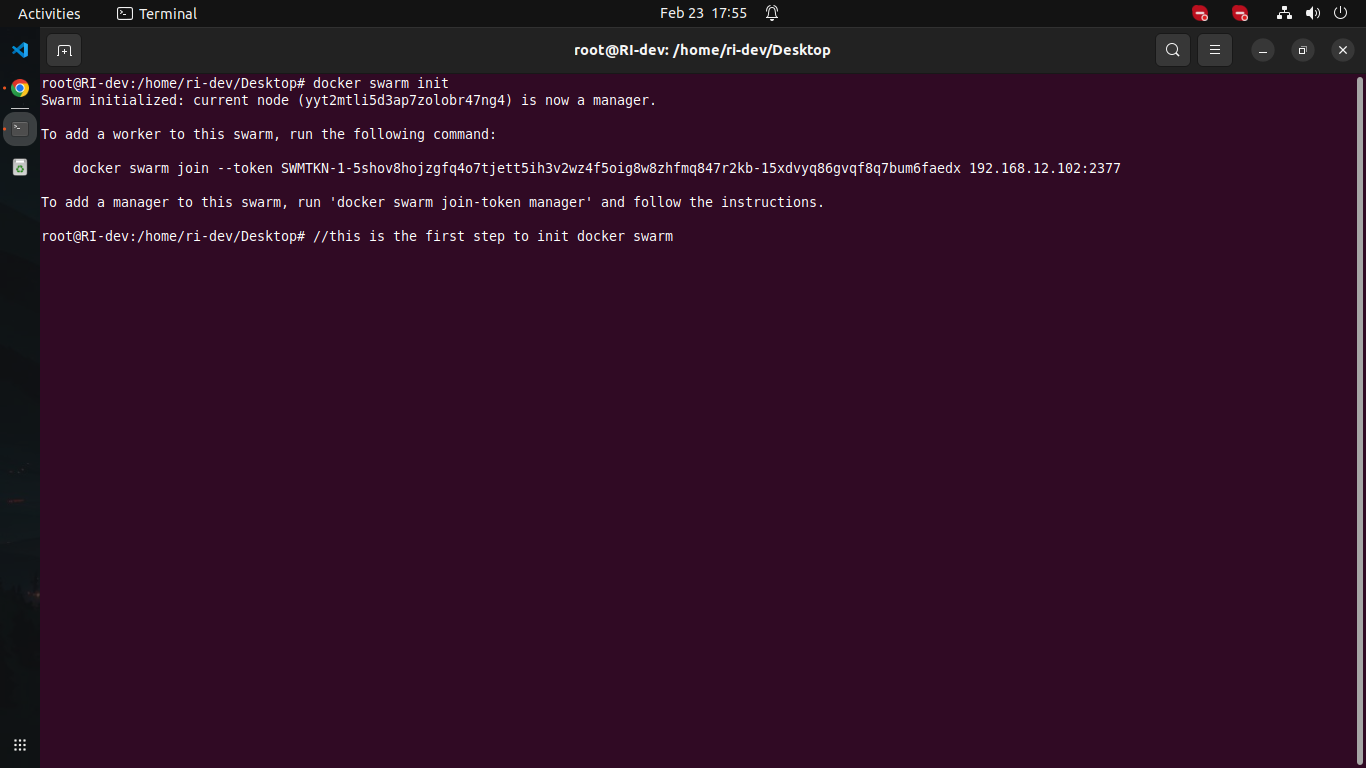 Activities
Terminal
Feb 23 17:55
root@RI-dev: /home/ri-dev/Desktop
root@RI-dev:/home/ri-dev/Desktop# docker swarm init
Swarm initialized: current node (yyt2mtli5d3ap7zolobr47ng4) is now a manager.
To add a worker to this swarm, run the following command:
docker swarm join --token SWMTKN-1-5shov8hojzgfq4o7tjett5ih3v2wz4f5oig8w8zhfmq847r2kb-15xdvyq86gvqf8q7bum6faedx 192.168.12.102:2377
To add a manager to this swarm, run 'docker swarm join-token manager' and follow the instructions.
root@RI-dev:/home/ri-dev/Desktop# //this is the first step to init docker swarm